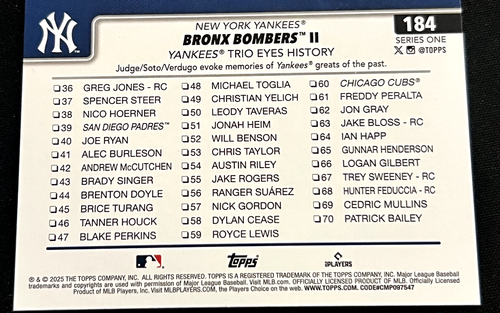 NEW YORK YANKEES®
BRONX BOMBERS™ II
YANKEES® TRIO EYES HISTORY
Judge/Soto/Verdugo evoke memories of Yankees® greats of the past.
184
SERIES ONE
@TOPPS
36 GREG JONES - RC
37 SPENCER STEER
38 NICO HOERNER
39 SAN DIEGO PADRES™
40 JOE RYAN
41 ALEC BURLESON
42 ANDREW McCUTCHEN
43 BRADY SINGER
44 BRENTON DOYLE
45 BRICE TURANG
46 TANNER HOUCK
47 BLAKE PERKINS
48 MICHAEL TOGLIA
49 CHRISTIAN YELICH
50 LEODY TAVERAS
51 JONAH HEIM
52 WILL BENSON
53 CHRIS TAYLOR
54 AUSTIN RILEY
55 JAKE ROGERS
56 RANGER SUÁREZ
57 NICK GORDON
58 DYLAN CEASE
59 ROYCE LEWIS
60 CHICAGO CUBS®
61 FREDDY PERALTA
62 JON GRAY
63 JAKE BLOSS - RC
64 IAN HAPP
65 GUNNAR HENDERSON
66 LOGAN GILBERT
67 TREY SWEENEY - RC
68 HUNTER FEDUCCIA - RC
69 CEDRIC MULLINS
70 PATRICK BAILEY
Topps
PLAYERS
® & © 2025 THE TOPPS COMPANY, INC. ALL RIGHTS RESERVED. TOPPS IS A REGISTERED TRADEMARK OF THE TOPPS COMPANY, INC. Major League Baseball
trademarks and copyrights are used with permission of Major League Baseball. Visit MLB.com. OFFICIALLY LICENSED PRODUCT OF MLB. Officially Licensed
Product of MLB Players, Inc. Visit MLBPLAYERS.com, the Players Choice on the web. WWW.TOPPS.COM. CODE#CMP097547